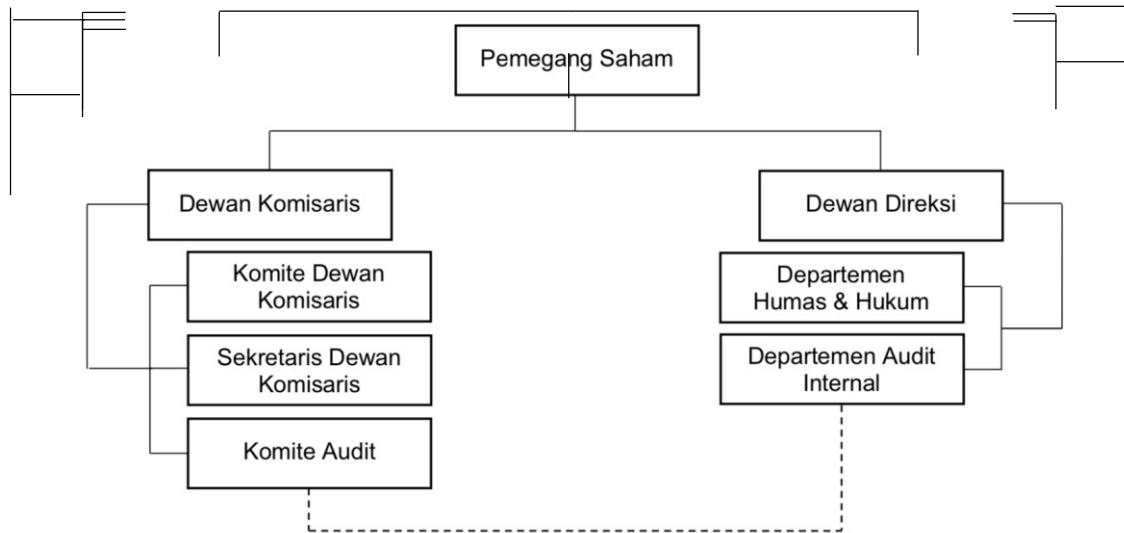 Pemegang Saham
Dewan Komisaris
Dewan Direksi
Komite Dewan
Komisaris
Departemen
Humas & Hukum
Sekretaris Dewan
Komisaris
Departemen Audit
Internal
Komite Audit